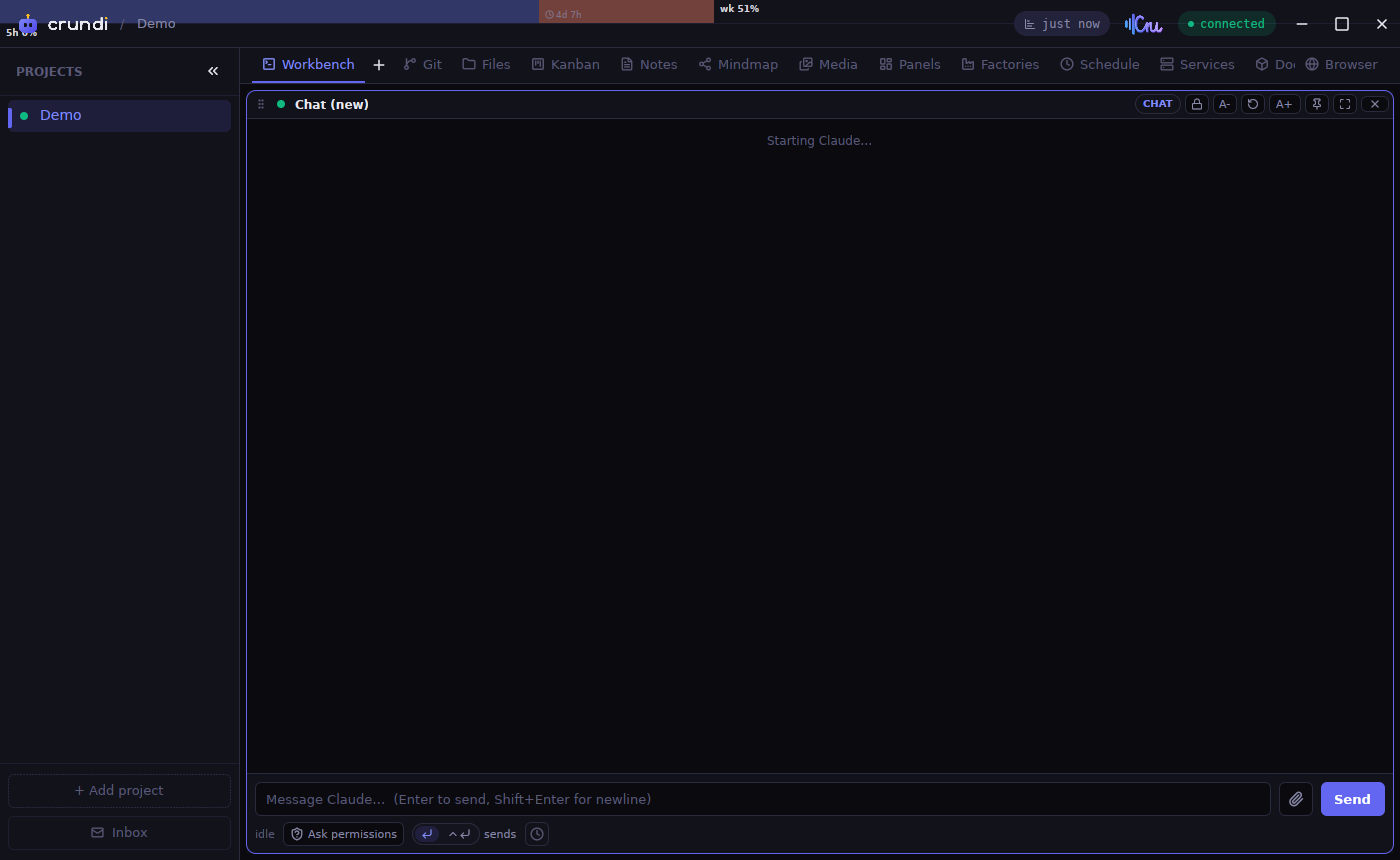 4d 7h
wk 51%
crundi / Demo
just now
Cru
connected
PROJECTS
Workbench
Git
Files
Kanban
Notes
Mindmap
Media
Panels
Factories
Schedule
Services
Doc
Browser
Demo
Chat (new)
CHAT
A-
A+
Starting Claude...
Message Claude... (Enter to send, Shift+Enter for newline)
Send
idle
Ask permissions
sends
+ Add project
Inbox